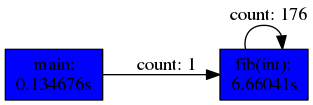 count: 176
main:
0.134676s
count: 1
fib(int):
6.66041s